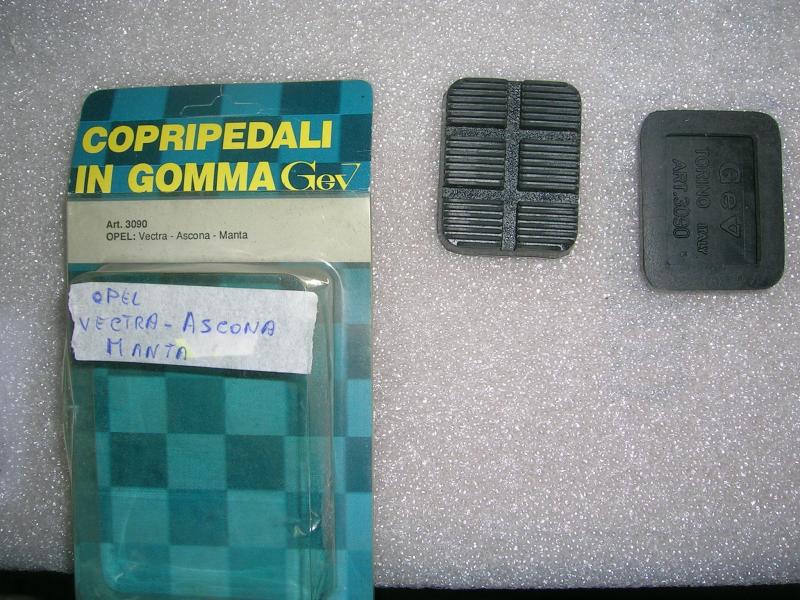 COPRIPEDALI
IN GOMMA GeV
Art. 3090
OPEL: Vectra - Ascona - Manta
OPEL
VECTRA - ASCONA
MANTA
GeV
TORINO ITALY
ART. 3090